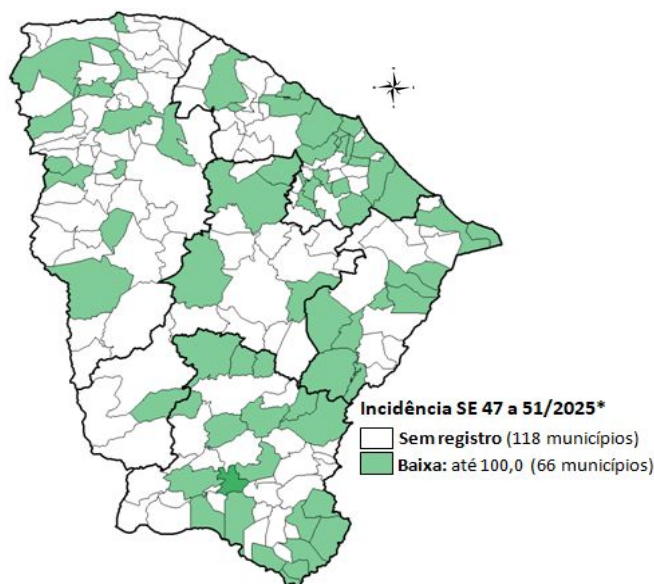 Incidência SE 47 a 51/2025*
Sem registro (118 municípios)
Baixa: até 100,0 (66 municípios)